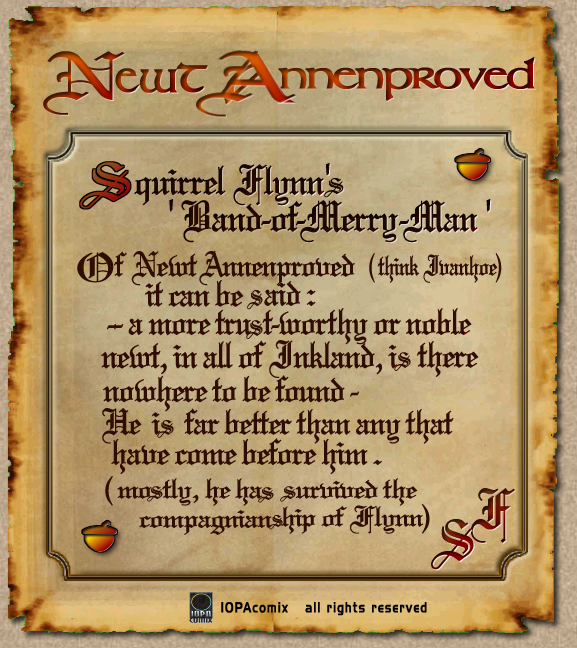 Newt Annenproved
Squirrel Flynn's
'Band-of-Merry-Man'
Of Newt Annenproved (think Ivanhoe)
it can be said :
- a more trust-worthy or noble
newt, in all of Inkland, is there
nowhere to be found -
He is far better than any that
have come before him .
(mostly, he has survived the
compagnianship of Flynn)
SF
IOPA
IOPAcomix all rights reserved